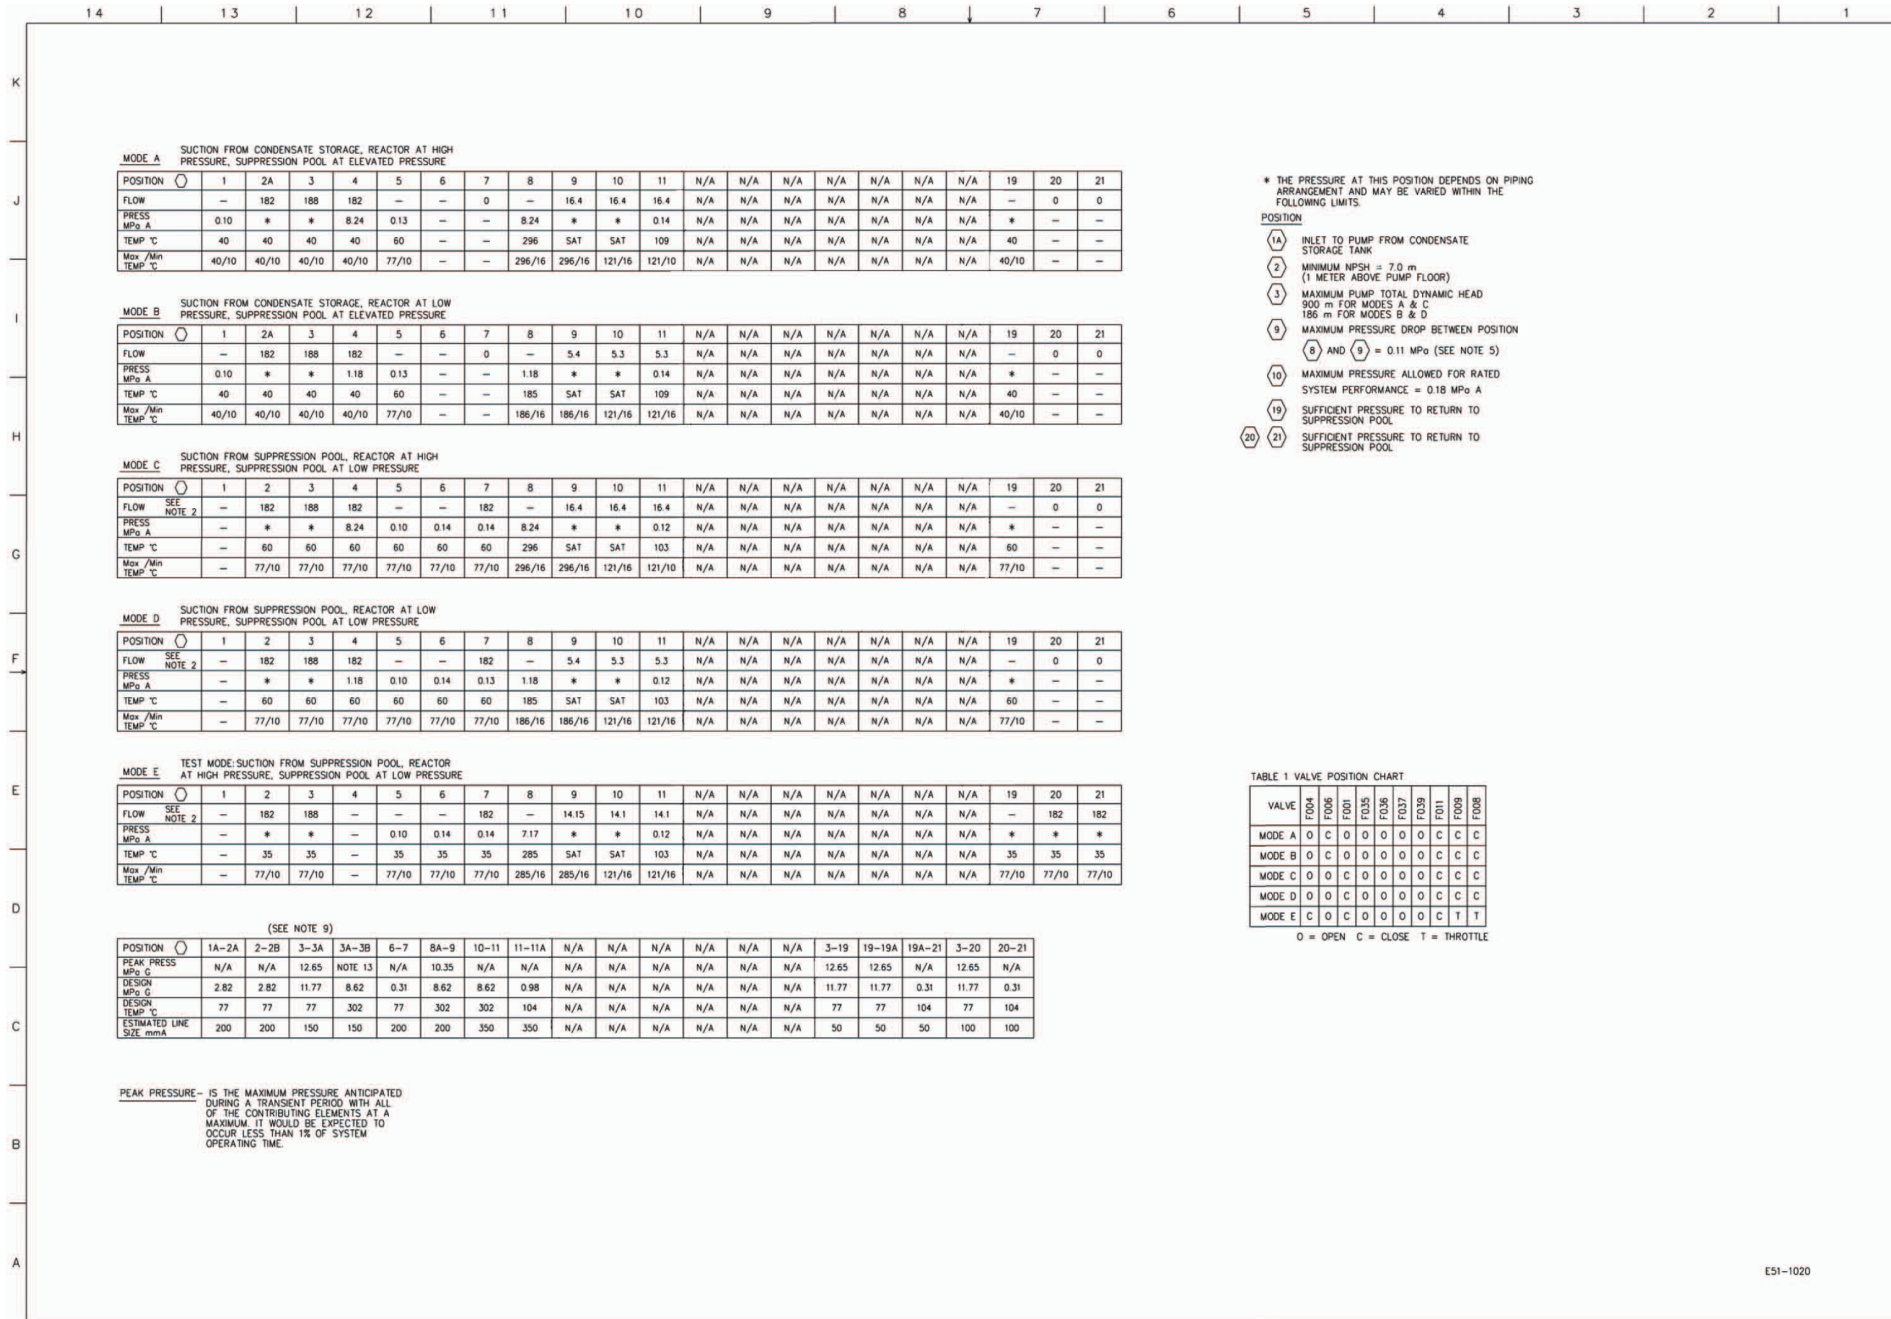 14 13 12 11 10 9 8 7 6 5 4 3 2 1
K
J
I
H
G
F
E
D
C
B
A
MODE A SUCTION FROM CONDENSATE STORAGE, REACTOR AT HIGH
PRESSURE, SUPPRESSION POOL AT ELEVATED PRESSURE
POSITION 1 2A 3 4 5 6 7 8 9 10 11 N/A N/A N/A N/A N/A N/A N/A 19 20 21
FLOW – 182 188 182 – – 0 – 16.4 16.4 16.4 N/A N/A N/A N/A N/A N/A N/A – 0 0
PRESS MPa A 0.10 * * 8.24 0.13 – – 8.24 * * 0.14 N/A N/A N/A N/A N/A N/A N/A * – –
TEMP °C 40 40 40 40 60 – – 296 SAT SAT 109 N/A N/A N/A N/A N/A N/A N/A 40 – –
Max /Min TEMP °C 40/10 40/10 40/10 40/10 77/10 – – 296/16 296/16 121/16 121/10 N/A N/A N/A N/A N/A N/A N/A 40/10 – –
MODE B SUCTION FROM CONDENSATE STORAGE, REACTOR AT LOW
PRESSURE, SUPPRESSION POOL AT ELEVATED PRESSURE
POSITION 1 2A 3 4 5 6 7 8 9 10 11 N/A N/A N/A N/A N/A N/A N/A 19 20 21
FLOW – 182 188 182 – – 0 – 5.4 5.3 5.3 N/A N/A N/A N/A N/A N/A N/A – 0 0
PRESS MPa A 0.10 * * 1.18 0.13 – – 1.18 * * 0.14 N/A N/A N/A N/A N/A N/A N/A * – –
TEMP °C 40 40 40 40 60 – – 185 SAT SAT 109 N/A N/A N/A N/A N/A N/A N/A 40 – –
Max /Min TEMP °C 40/10 40/10 40/10 40/10 77/10 – – 186/16 186/16 121/16 121/16 N/A N/A N/A N/A N/A N/A N/A 40/10 – –
MODE C SUCTION FROM SUPPRESSION POOL, REACTOR AT HIGH
PRESSURE, SUPPRESSION POOL AT LOW PRESSURE
POSITION 1 2 3 4 5 6 7 8 9 10 11 N/A N/A N/A N/A N/A N/A N/A 19 20 21
FLOW SEE NOTE 2 – 182 188 182 – – 182 – 16.4 16.4 16.4 N/A N/A N/A N/A N/A N/A N/A – 0 0
PRESS MPa A – * * 8.24 0.10 0.14 0.14 8.24 * * 0.12 N/A N/A N/A N/A N/A N/A N/A * – –
TEMP °C – 60 60 60 60 60 60 296 SAT SAT 103 N/A N/A N/A N/A N/A N/A N/A 60 – –
Max /Min TEMP °C – 77/10 77/10 77/10 77/10 77/10 77/10 296/16 296/16 121/16 121/10 N/A N/A N/A N/A N/A N/A N/A 77/10 – –
MODE D SUCTION FROM SUPPRESSION POOL, REACTOR AT LOW
PRESSURE, SUPPRESSION POOL AT LOW PRESSURE
POSITION 1 2 3 4 5 6 7 8 9 10 11 N/A N/A N/A N/A N/A N/A N/A 19 20 21
FLOW SEE NOTE 2 – 182 188 182 – – 182 – 5.4 5.3 5.3 N/A N/A N/A N/A N/A N/A N/A – 0 0
PRESS MPa A – * * 1.18 0.10 0.14 0.13 1.18 * * 0.12 N/A N/A N/A N/A N/A N/A N/A * – –
TEMP °C – 60 60 60 60 60 60 185 SAT SAT 103 N/A N/A N/A N/A N/A N/A N/A 60 – –
Max /Min TEMP °C – 77/10 77/10 77/10 77/10 77/10 77/10 186/16 186/16 121/16 121/16 N/A N/A N/A N/A N/A N/A N/A 77/10 – –
MODE E TEST MODE: SUCTION FROM SUPPRESSION POOL, REACTOR
AT HIGH PRESSURE, SUPPRESSION POOL AT LOW PRESSURE
POSITION 1 2 3 4 5 6 7 8 9 10 11 N/A N/A N/A N/A N/A N/A N/A 19 20 21
FLOW SEE NOTE 2 – 182 188 – – – 182 – 14.15 14.1 14.1 N/A N/A N/A N/A N/A N/A N/A – 182 182
PRESS MPa A – * * – 0.10 0.14 0.14 7.17 * * 0.12 N/A N/A N/A N/A N/A N/A N/A * * *
TEMP °C – 35 35 – 35 35 35 285 SAT SAT 103 N/A N/A N/A N/A N/A N/A N/A 35 35 35
Max /Min TEMP °C – 77/10 77/10 – 77/10 77/10 77/10 285/16 285/16 121/16 121/16 N/A N/A N/A N/A N/A N/A N/A 77/10 77/10 77/10
(SEE NOTE 9)
POSITION 1A-2A 2-2B 3-3A 3A-3B 6-7 8A-9 10-11 11-11A N/A N/A N/A N/A N/A N/A 3-19 19-19A 19A-21 3-20 20-21
PEAK PRESS MPa G N/A N/A 12.65 NOTE 13 N/A 10.35 N/A N/A N/A N/A N/A N/A N/A N/A 12.65 12.65 N/A 12.65 N/A
DESIGN MPa G 2.82 2.82 11.77 8.62 0.31 8.62 8.62 0.98 N/A N/A N/A N/A N/A N/A 11.77 11.77 0.31 11.77 0.31
DESIGN TEMP °C 77 77 77 302 77 302 302 104 N/A N/A N/A N/A N/A N/A 77 77 104 77 104
ESTIMATED LINE SIZE mmA 200 200 150 150 200 200 350 350 N/A N/A N/A N/A N/A N/A 50 50 50 100 100
PEAK PRESSURE– IS THE MAXIMUM PRESSURE ANTICIPATED
DURING A TRANSIENT PERIOD WITH ALL
OF THE CONTRIBUTING ELEMENTS AT A
MAXIMUM. IT WOULD BE EXPECTED TO
OCCUR LESS THAN 1% OF SYSTEM
OPERATING TIME.
* THE PRESSURE AT THIS POSITION DEPENDS ON PIPING
ARRANGEMENT AND MAY BE VARIED WITHIN THE
FOLLOWING LIMITS.
POSITION
1A INLET TO PUMP FROM CONDENSATE
STORAGE TANK
2 MINIMUM NPSH = 7.0 m
(1 METER ABOVE PUMP FLOOR)
3 MAXIMUM PUMP TOTAL DYNAMIC HEAD
900 m FOR MODES A & C
186 m FOR MODES B & D
9 MAXIMUM PRESSURE DROP BETWEEN POSITION
8 AND 9 = 0.11 MPa (SEE NOTE 5)
10 MAXIMUM PRESSURE ALLOWED FOR RATED
SYSTEM PERFORMANCE = 0.18 MPa A
19 SUFFICIENT PRESSURE TO RETURN TO
SUPPRESSION POOL
20 21 SUFFICIENT PRESSURE TO RETURN TO
SUPPRESSION POOL
TABLE 1 VALVE POSITION CHART
VALVE F004 F006 F001 F035 F036 F037 F039 F011 F009 F008
MODE A O C O O O O O C C C
MODE B O C O O O O O C C C
MODE C O O C O O O O C C C
MODE D O O C O O O O C C C
MODE E C O C O O O O C T T
O = OPEN C = CLOSE T = THROTTLE
E51-1020